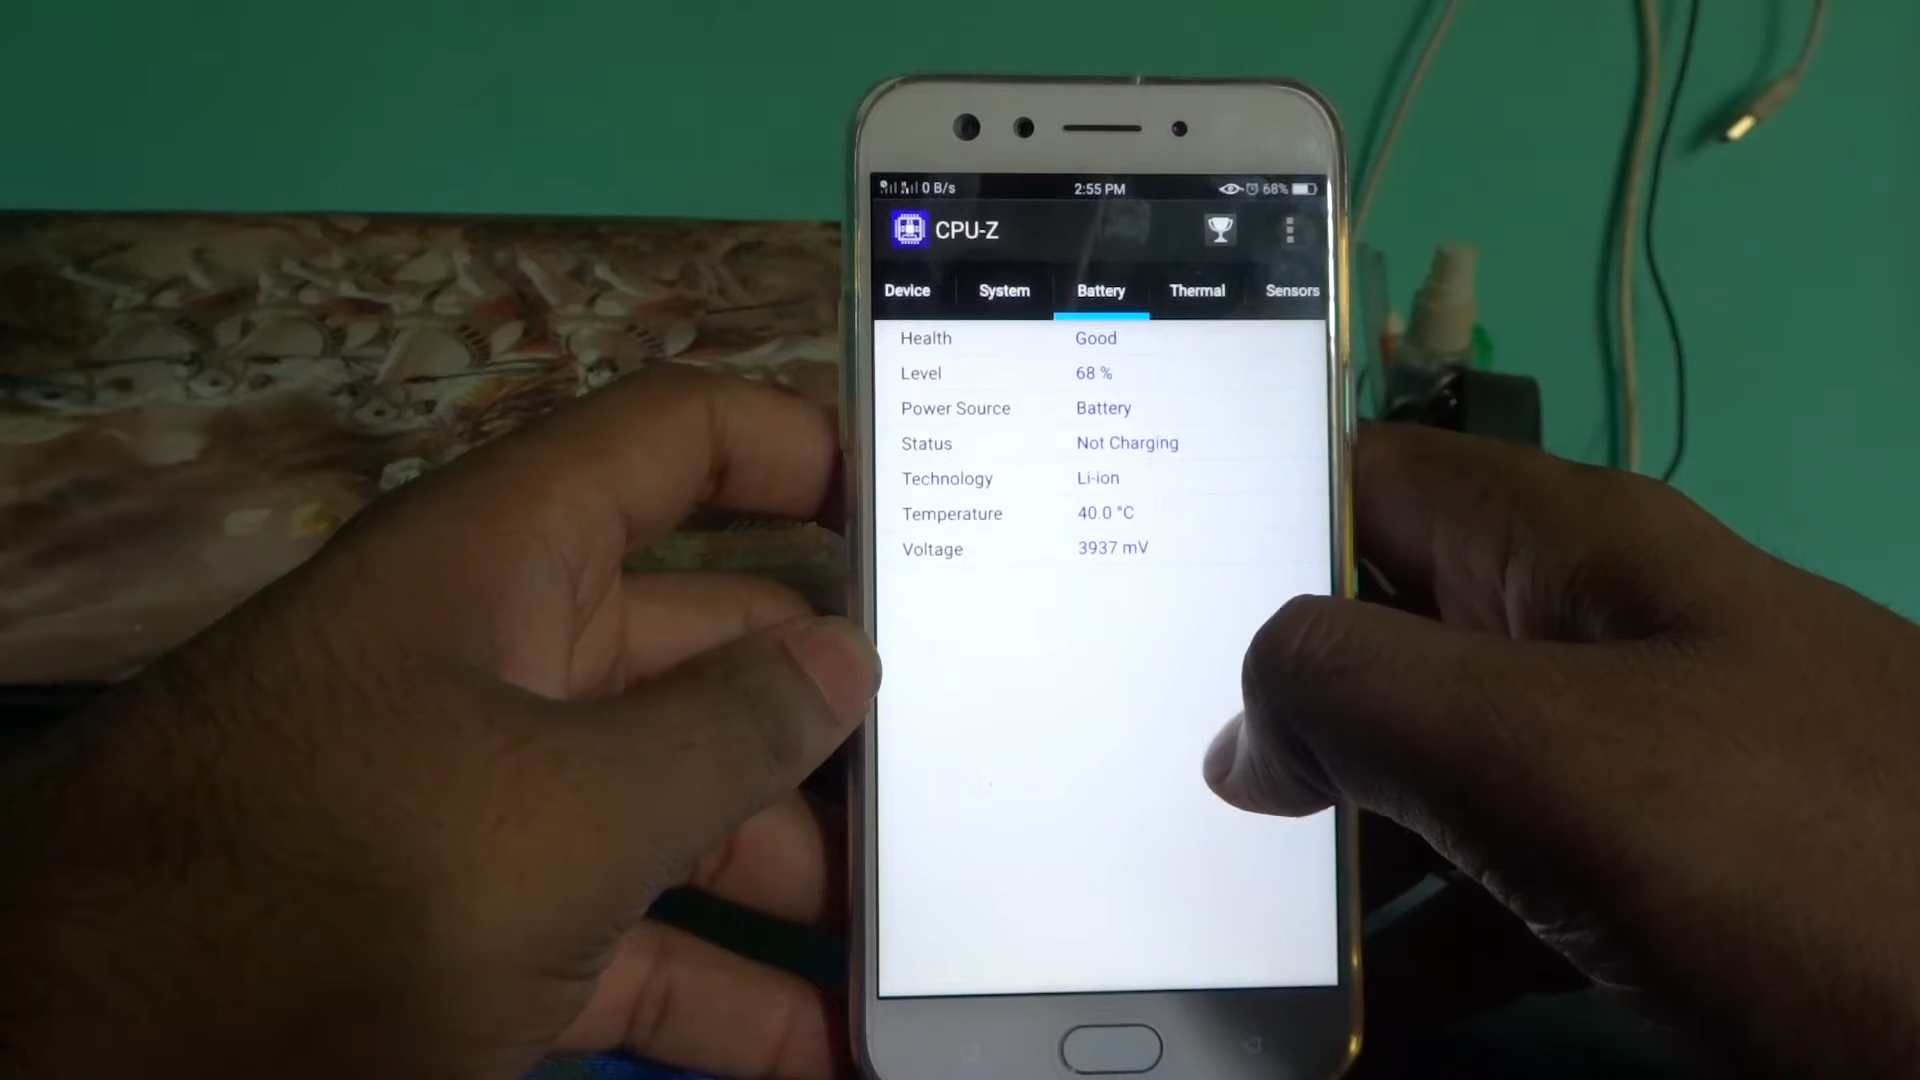 0 B/s 2:55 PM 68%
CPU-Z
Device System Battery Thermal Sensors
Health Good
Level 68 %
Power Source Battery
Status Not Charging
Technology Li-ion
Temperature 40.0 °C
Voltage 3937 mV